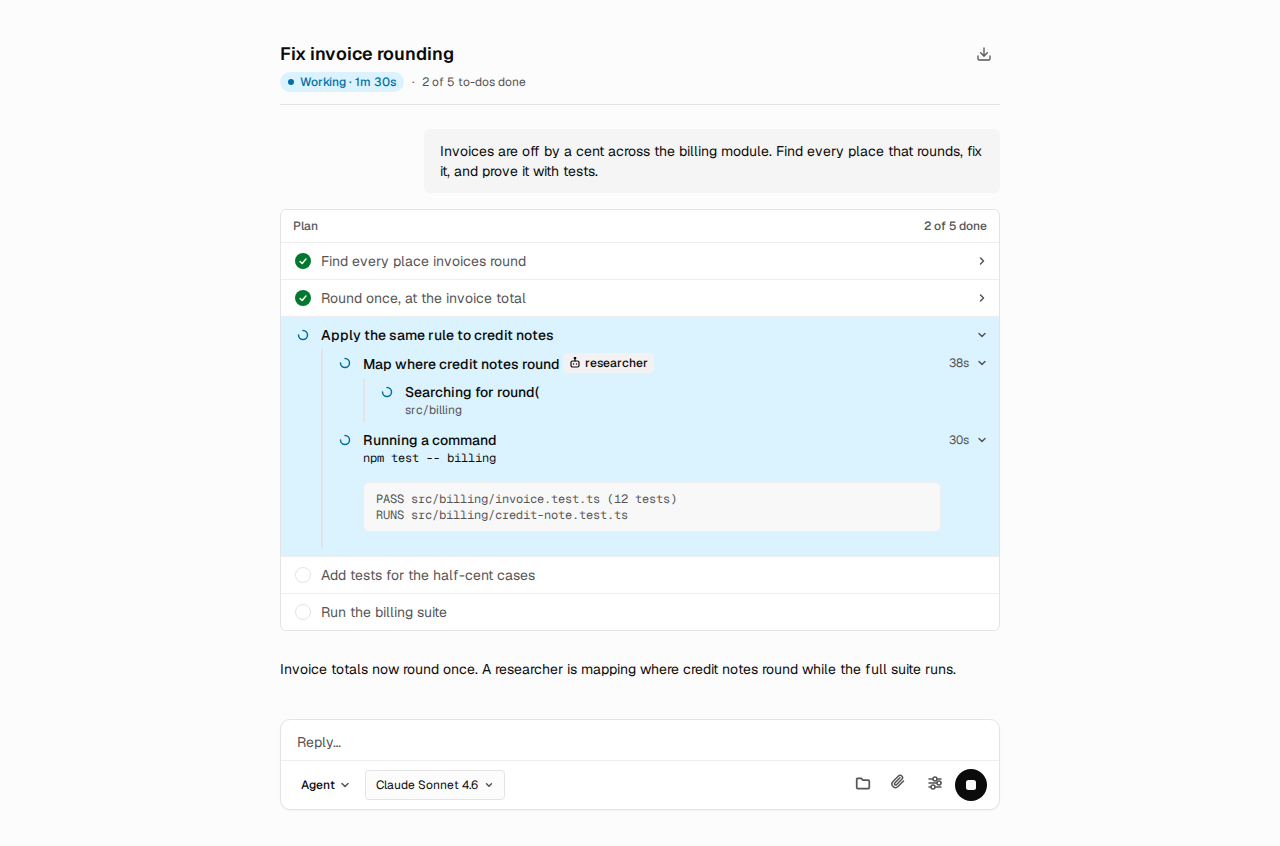 Fix invoice rounding
Working · 1m 30s · 2 of 5 to-dos done
Invoices are off by a cent across the billing module. Find every place that rounds, fix
it, and prove it with tests.
Plan 2 of 5 done
Find every place invoices round
Round once, at the invoice total
Apply the same rule to credit notes
Map where credit notes round researcher 38s
Searching for round(
src/billing
Running a command 30s
npm test -- billing
PASS src/billing/invoice.test.ts (12 tests)
RUNS src/billing/credit-note.test.ts
Add tests for the half-cent cases
Run the billing suite
Invoice totals now round once. A researcher is mapping where credit notes round while the full suite runs.
Reply…
Agent Claude Sonnet 4.6